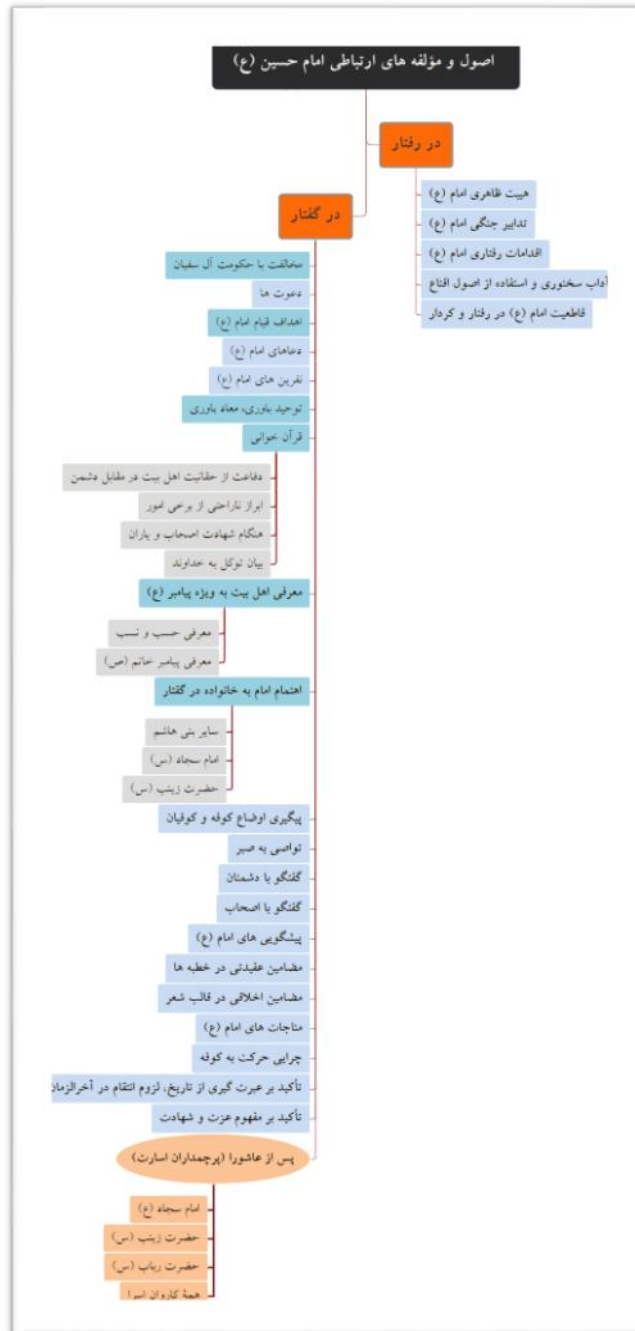 اصول و مؤلفه های ارتباطی امام حسین (ع)
در رفتار
هیبت ظاهری امام (ع)
تدابیر جنگی امام (ع)
اقدامات رفتاری امام (ع)
آداب سخنوری و استفاده از اصول اقناع
قاطعیت امام (ع) در رفتار و کردار
در گفتار
مخالفت با حکومت آل سفیان
دعوت ها
اهداف قیام امام (ع)
دعاهای امام (ع)
نفرین های امام (ع)
توحید باوری، معاد باوری
قرآن خوانی
دفاعت از حقانیت اهل بیت در مقابل دشمن
ابراز ناراحتی از برخی امور
هنگام شهادت اصحاب و یاران
بیان توکل به خداوند
معرفی اهل بیت به ویژه پیامبر (ع)
معرفی حسب و نسب
معرفی پیامبر خاتم (ص)
اهتمام امام به خانواده در گفتار
سایر بنی هاشم
امام سجاد (س)
حضرت زینب (س)
پیگیری اوضاع کوفه و کوفیان
تواصی به صبر
گفتگو با دشمنان
گفتگو با اصحاب
پیشگویی های امام (ع)
مضامین عقیدتی در خطبه ها
مضامین اخلاقی در قالب شعر
مناجات های امام (ع)
چرایی حرکت به کوفه
تأکید بر عبرت گیری از تاریخ، لزوم انتقام در آخرالزمان
تأکید بر مفهوم عزت و شهادت
پس از عاشورا (پرچمداران اسارت)
امام سجاد (ع)
حضرت زینب (س)
حضرت رباب (س)
همهٔ کاروان اسرا